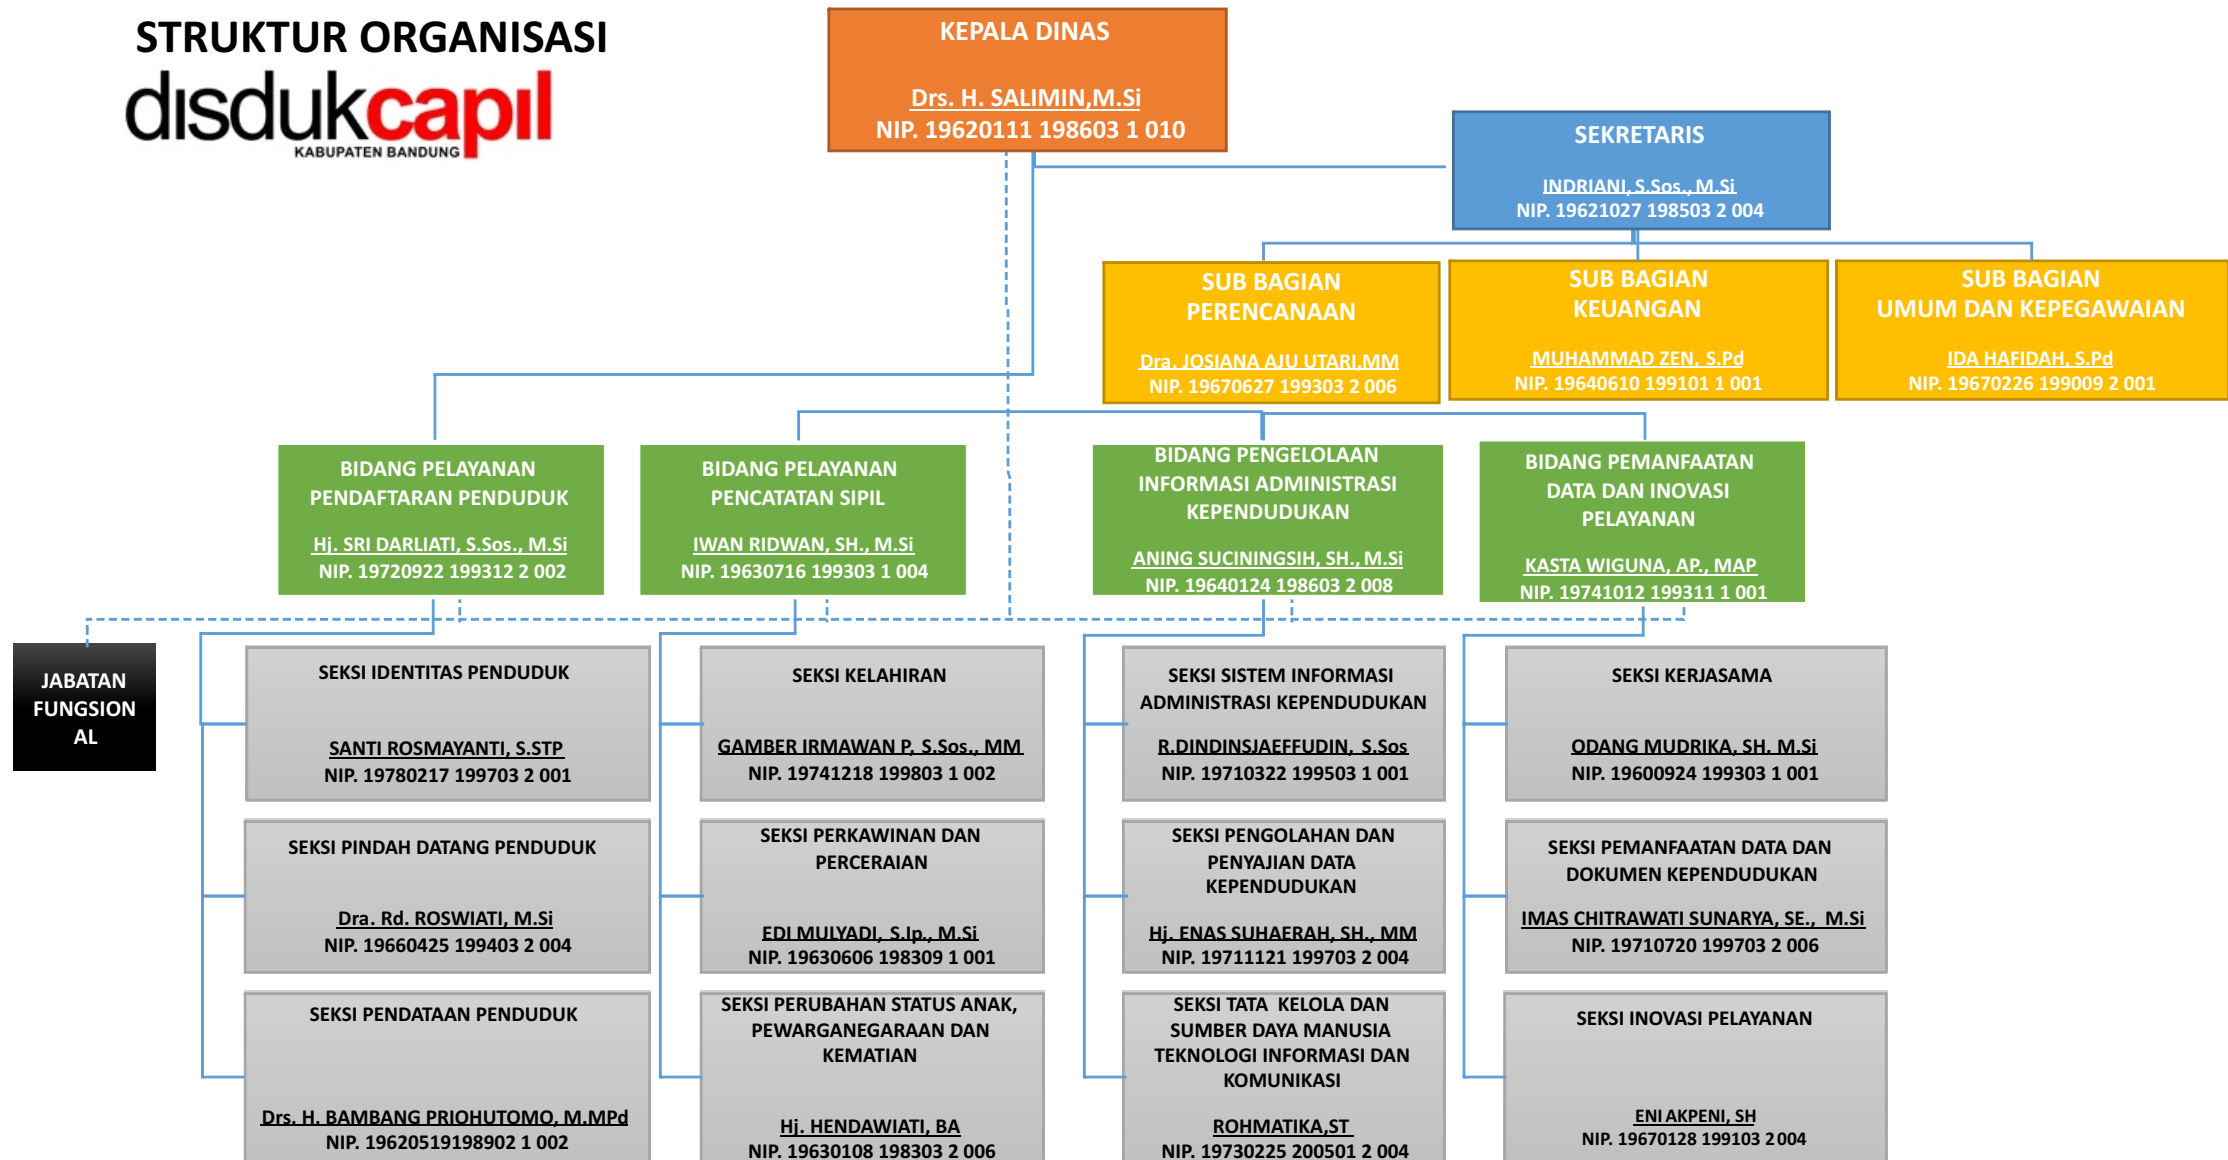 STRUKTUR ORGANISASI
disdukcapil
KABUPATEN BANDUNG
KEPALA DINAS
Drs. H. SALIMIN,M.Si
NIP. 19620111 198603 1 010
SEKRETARIS
INDRIANI, S.Sos., M.Si
NIP. 19621027 198503 2 004
SUB BAGIAN
PERENCANAAN
Dra. JOSIANA AJU UTARI,MM
NIP. 19670627 199303 2 006
SUB BAGIAN
KEUANGAN
MUHAMMAD ZEN, S.Pd
NIP. 19640610 199101 1 001
SUB BAGIAN
UMUM DAN KEPEGAWAIAN
IDA HAFIDAH, S.Pd
NIP. 19670226 199009 2 001
BIDANG PELAYANAN
PENDAFTARAN PENDUDUK
Hj. SRI DARLIATI, S.Sos., M.Si
NIP. 19720922 199312 2 002
BIDANG PELAYANAN
PENCATATAN SIPIL
IWAN RIDWAN, SH., M.Si
NIP. 19630716 199303 1 004
BIDANG PENGELOLAAN
INFORMASI ADMINISTRASI
KEPENDUDUKAN
ANING SUCININGSIH, SH., M.Si
NIP. 19640124 198603 2 008
BIDANG PEMANFAATAN
DATA DAN INOVASI
PELAYANAN
KASTA WIGUNA, AP., MAP
NIP. 19741012 199311 1 001
JABATAN
FUNGSION
AL
SEKSI IDENTITAS PENDUDUK
SANTI ROSMAYANTI, S.STP
NIP. 19780217 199703 2 001
SEKSI KELAHIRAN
GAMBER IRMAWAN P, S.Sos., MM
NIP. 19741218 199803 1 002
SEKSI SISTEM INFORMASI
ADMINISTRASI KEPENDUDUKAN
R.DINDINSJAEFFUDIN, S.Sos
NIP. 19710322 199503 1 001
SEKSI KERJASAMA
ODANG MUDRIKA, SH. M.Si
NIP. 19600924 199303 1 001
SEKSI PINDAH DATANG PENDUDUK
Dra. Rd. ROSWIATI, M.Si
NIP. 19660425 199403 2 004
SEKSI PERKAWINAN DAN
PERCERAIAN
EDI MULYADI, S.Ip., M.Si
NIP. 19630606 198309 1 001
SEKSI PENGOLAHAN DAN
PENYAJIAN DATA
KEPENDUDUKAN
Hj. ENAS SUHAERAH, SH., MM
NIP. 19711121 199703 2 004
SEKSI PEMANFAATAN DATA DAN
DOKUMEN KEPENDUDUKAN
IMAS CHITRAWATI SUNARYA, SE., M.Si
NIP. 19710720 199703 2 006
SEKSI PENDATAAN PENDUDUK
Drs. H. BAMBANG PRIOHUTOMO, M.MPd
NIP. 19620519198902 1 002
SEKSI PERUBAHAN STATUS ANAK,
PEWARGANEGARAAN DAN
KEMATIAN
Hj. HENDAWIATI, BA
NIP. 19630108 198303 2 006
SEKSI TATA KELOLA DAN
SUMBER DAYA MANUSIA
TEKNOLOGI INFORMASI DAN
KOMUNIKASI
ROHMATIKA,ST
NIP. 19730225 200501 2 004
SEKSI INOVASI PELAYANAN
ENI AKPENI, SH
NIP. 19670128 199103 2 004